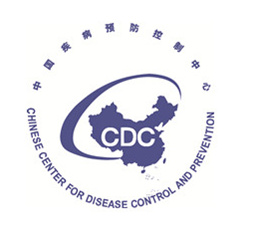 中国疾病预防控制中心
CDC
CHINESE CENTER FOR DISEASE CONTROL AND PREVENTION